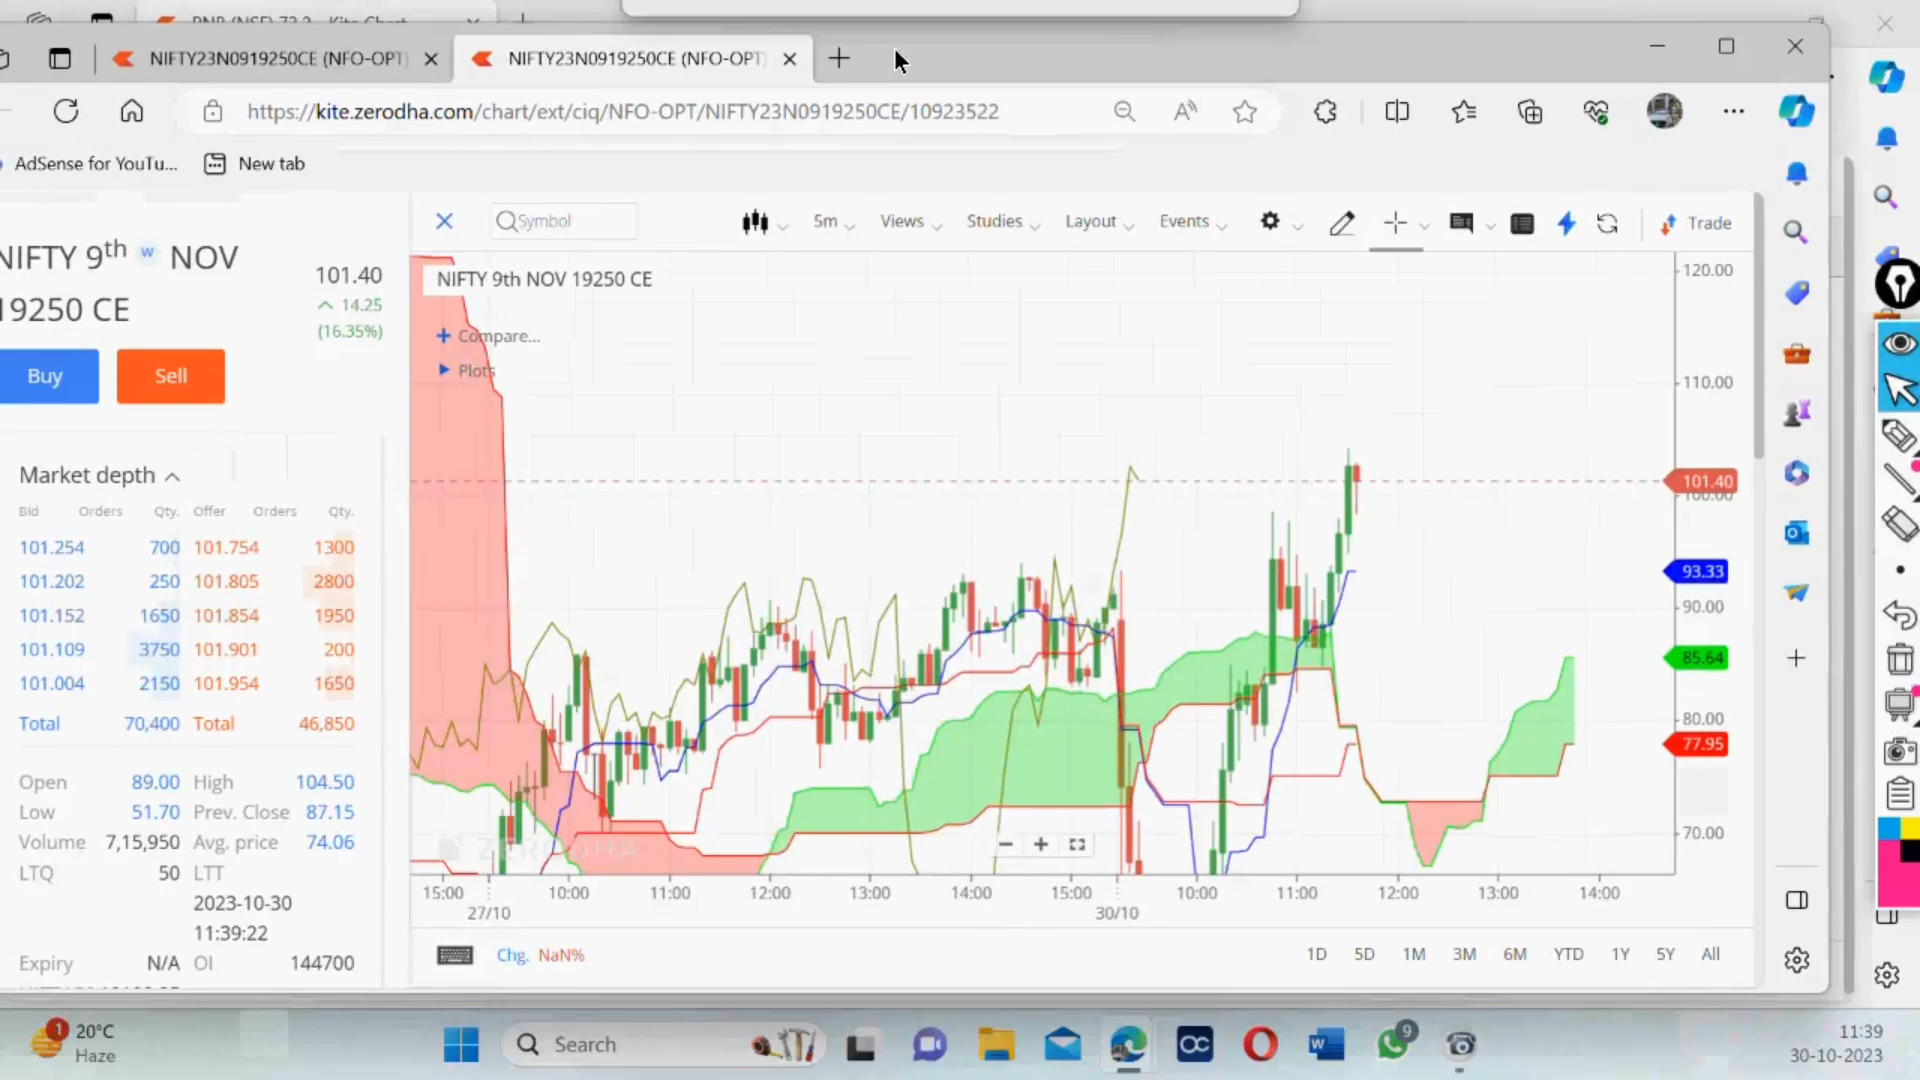 NIFTY23N0919250CE (NFO-OPT)
NIFTY23N0919250CE (NFO-OPT
https://kite.zerodha.com/chart/ext/ciq/NFO-OPT/NIFTY23N0919250CE/10923522
AdSense for YouTu...
New tab
NIFTY 9th w NOV
19250 CE
101.40
14.25
(16.35%)
Buy
Sell
Symbol
5m
Views
Studies
Layout
Events
Trade
NIFTY 9th NOV 19250 CE
Compare...
Plots
Market depth
Bid Orders Qty. Offer Orders Qty.
101.254 700 101.754 1300
101.202 250 101.805 2800
101.152 1650 101.854 1950
101.109 3750 101.901 200
101.004 2150 101.954 1650
Total 70,400 Total 46,850
Open 89.00 High 104.50
Low 51.70 Prev. Close 87.15
Volume 7,15,950 Avg. price 74.06
LTQ 50 LTT
2023-10-30
11:39:22
Expiry N/A OI 144700
120.00
110.00
101.40
100.00
93.33
90.00
85.64
80.00
77.95
70.00
ZERODHA
15:00 10:00 11:00 12:00 13:00 14:00 15:00 10:00 11:00 12:00 13:00 14:00
27/10 30/10
Chg. NaN%
1D 5D 1M 3M 6M YTD 1Y 5Y All
1
20°C
Haze
Search
9
11:39
30-10-2023